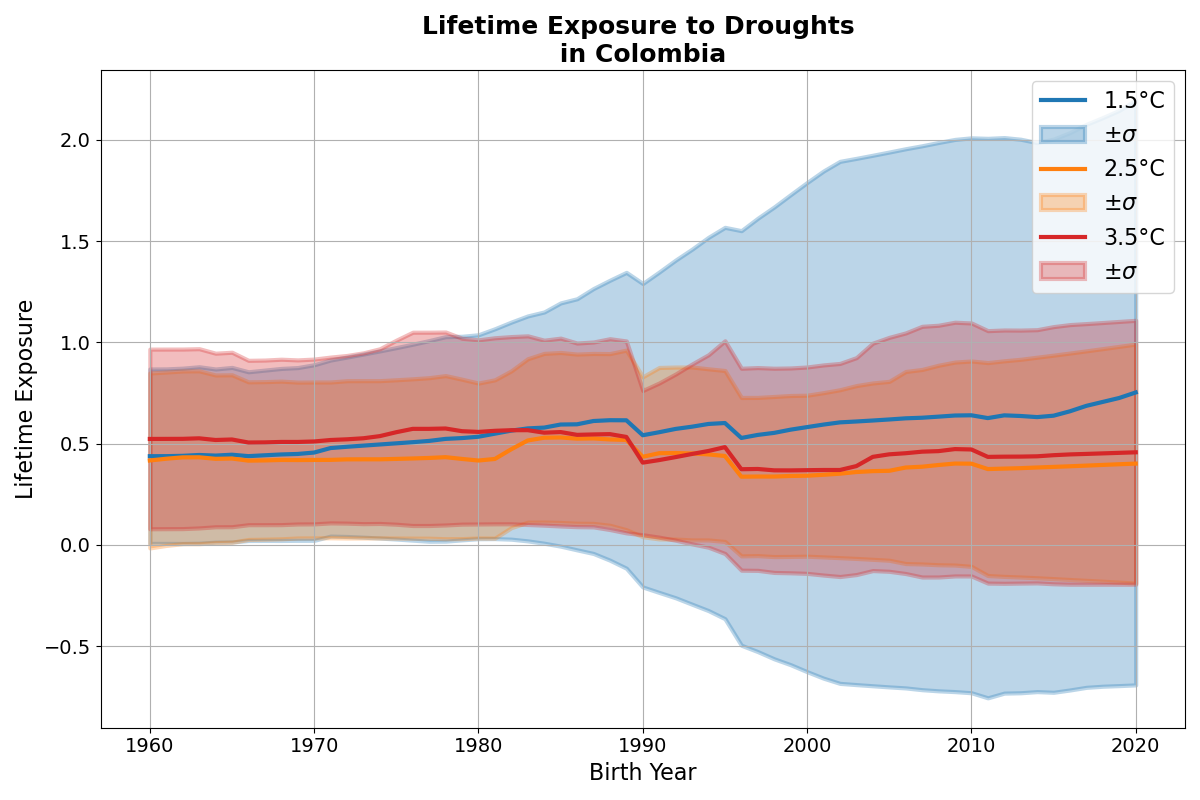 Lifetime Exposure to Droughts
in Colombia
1.5°C
±σ
2.5°C
±σ
3.5°C
±σ
Lifetime Exposure
2.0
1.5
1.0
0.5
0.0
−0.5
1960
1970
1980
1990
2000
2010
2020
Birth Year